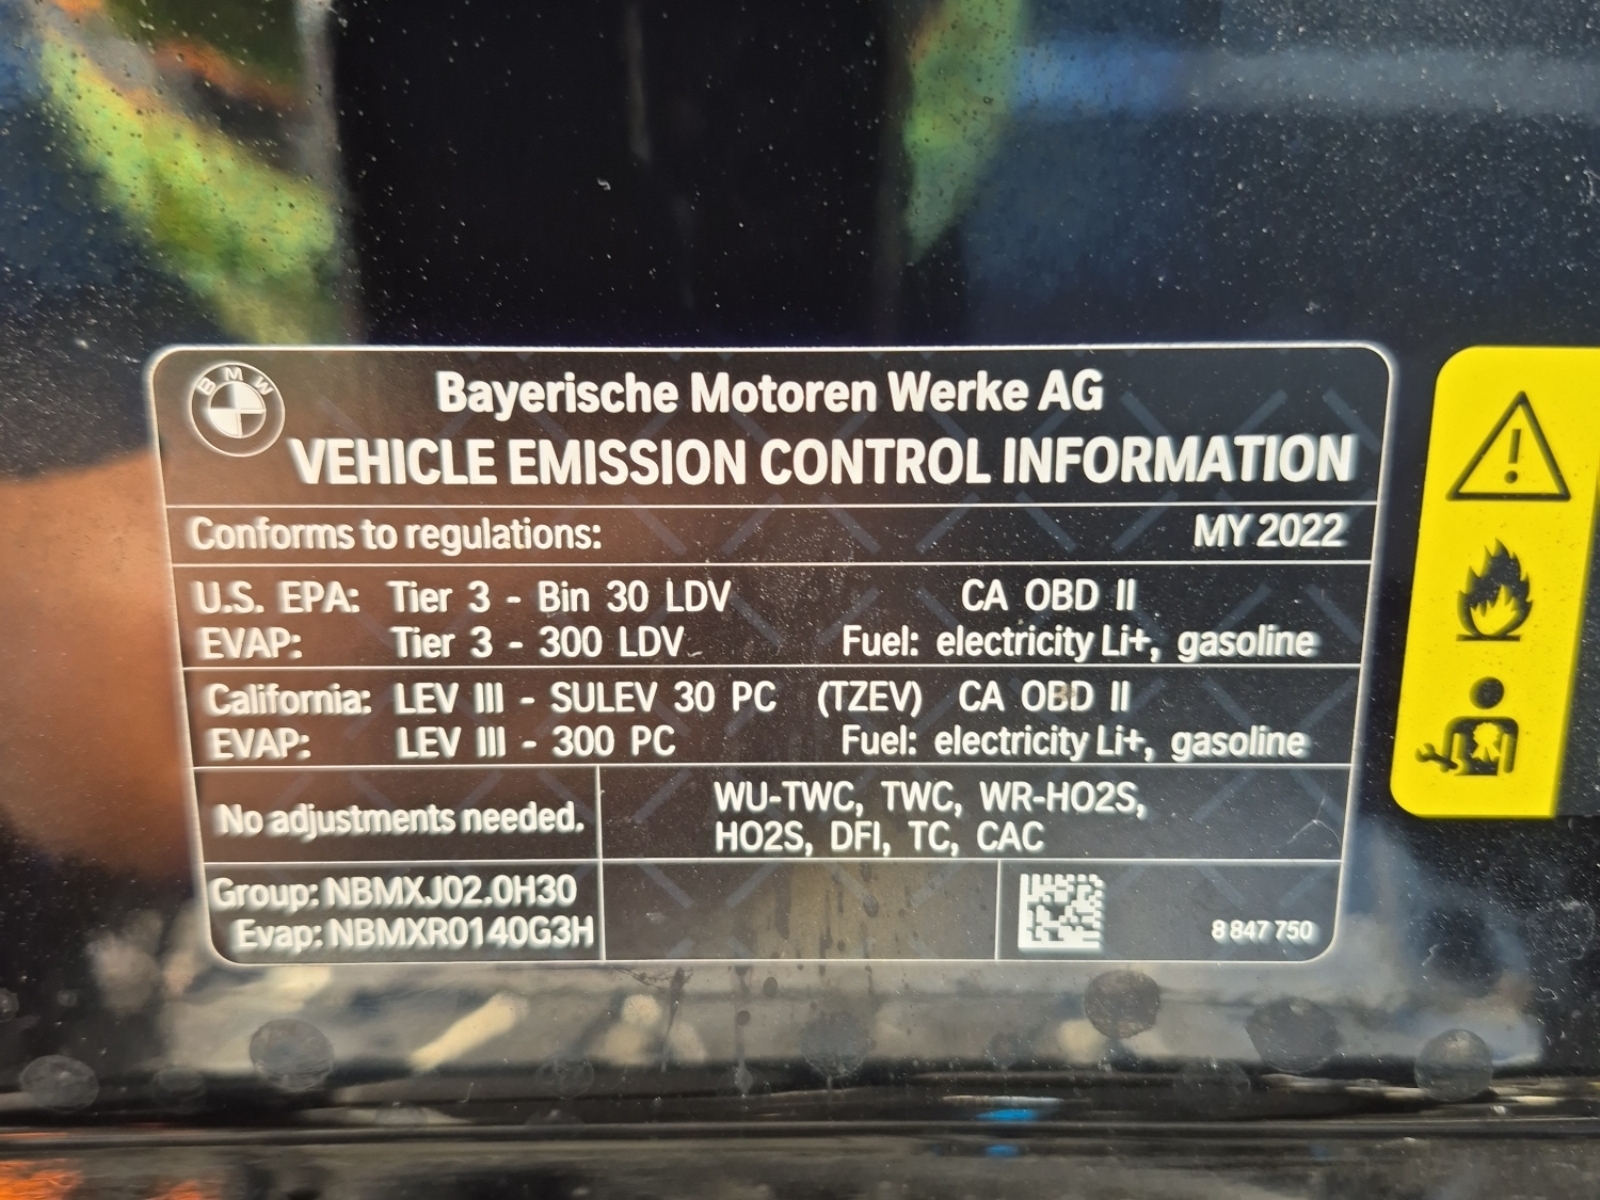 BMW
Bayerische Motoren Werke AG
VEHICLE EMISSION CONTROL INFORMATION
Conforms to regulations: MY 2022
U.S. EPA: Tier 3 - Bin 30 LDV CA OBD II
EVAP: Tier 3 - 300 LDV Fuel: electricity Li+, gasoline
California: LEV III - SULEV 30 PC (TZEV) CA OBD II
EVAP: LEV III - 300 PC Fuel: electricity Li+, gasoline
No adjustments needed.
WU-TWC, TWC, WR-HO2S,
HO2S, DFI, TC, CAC
Group: NBMXJ02.0H30
Evap: NBMXR0140G3H
8 847 750